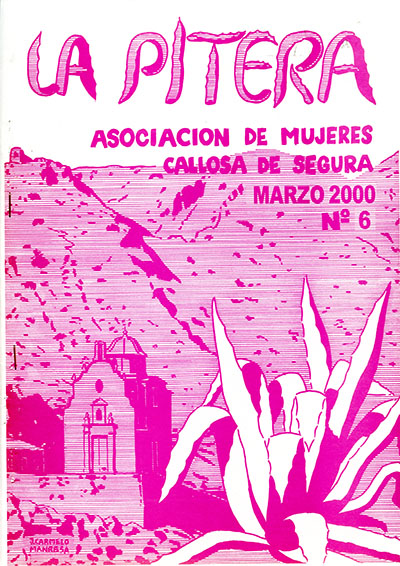 LA PITERA
ASOCIACION DE MUJERES
CALLOSA DE SEGURA
MARZO 2000
Nº 6
J.CARMELO
MANRESA